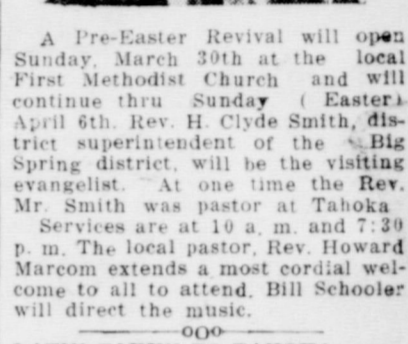 A Pre-Easter Revival will open
Sunday, March 30th at the local
First Methodist Church and will
continue thru Sunday ( Easter)
April 6th. Rev. H. Clyde Smith, dis-
trict superintendent of the Big
Spring district, will be the visiting
evangelist. At one time the Rev.
Mr. Smith was pastor at Tahoka
Services are at 10 a. m. and 7:30
p. m. The local pastor, Rev. Howard
Marcom extends a most cordial wel-
come to all to attend. Bill Schooler
will direct the music.
oOo